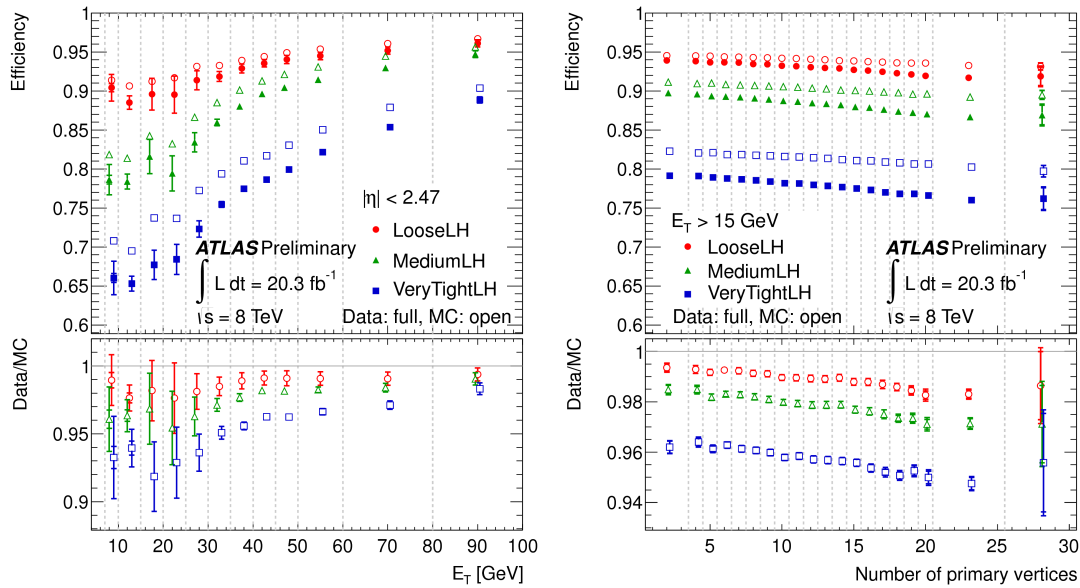 Efficiency
1
0.95
0.9
0.85
0.8
0.75
0.7
0.65
0.6
|η| < 2.47
ATLAS Preliminary
∫ L dt = 20.3 fb⁻¹
√s = 8 TeV
LooseLH
MediumLH
VeryTightLH
Data: full, MC: open
Data/MC
1
0.95
0.9
10 20 30 40 50 60 70 80 90 100
E_T [GeV]
Efficiency
1
0.95
0.9
0.85
0.8
0.75
0.7
0.65
0.6
E_T > 15 GeV
LooseLH
MediumLH
VeryTightLH
Data: full, MC: open
ATLAS Preliminary
∫ L dt = 20.3 fb⁻¹
√s = 8 TeV
Data/MC
1
0.98
0.96
0.94
5 10 15 20 25 30
Number of primary vertices